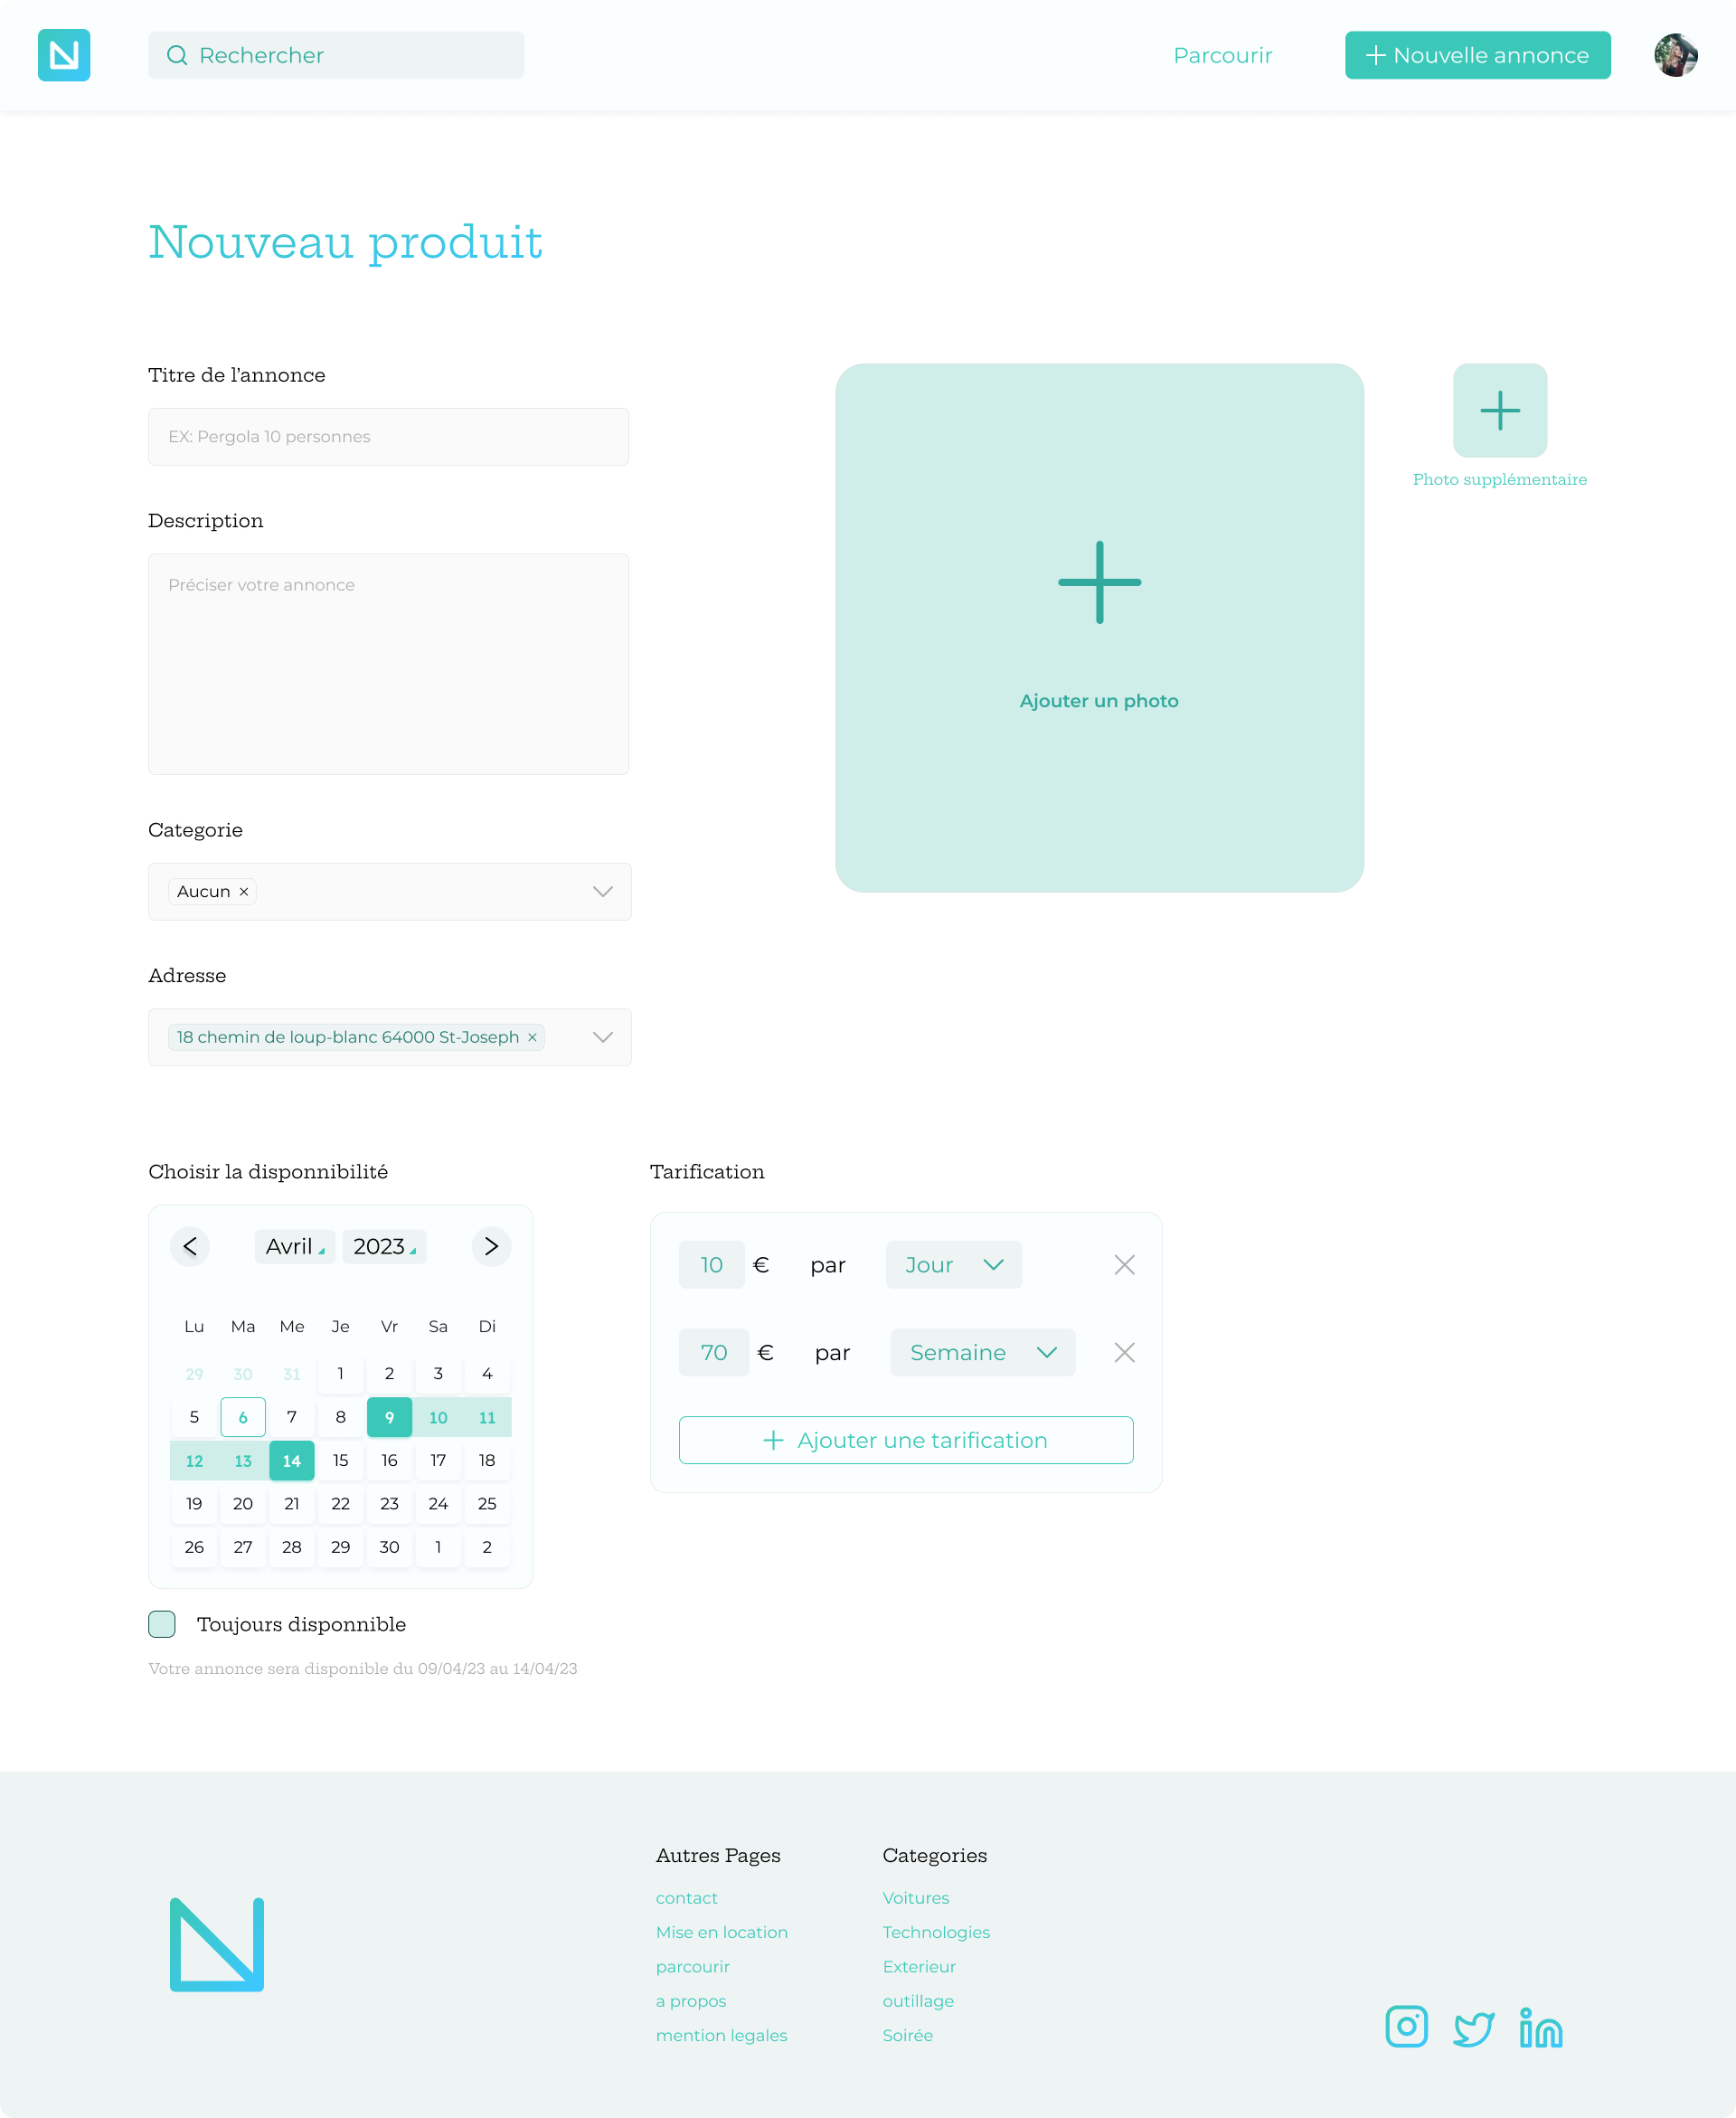 Rechercher
Parcourir
Nouvelle annonce
Nouveau produit
Titre de l'annonce
EX: Pergola 10 personnes
Description
Préciser votre annonce
Categorie
Aucun ×
Adresse
18 chemin de loup-blanc 64000 St-Joseph ×
Ajouter un photo
Photo supplémentaire
Choisir la disponnibilité
Avril 2023
Lu Ma Me Je Vr Sa Di
29 30 31 1 2 3 4
5 6 7 8 9 10 11
12 13 14 15 16 17 18
19 20 21 22 23 24 25
26 27 28 29 30 1 2
Toujours disponnible
Votre annonce sera disponible du 09/04/23 au 14/04/23
Tarification
10 € par Jour
70 € par Semaine
Ajouter une tarification
Autres Pages
contact
Mise en location
parcourir
a propos
mention legales
Categories
Voitures
Technologies
Exterieur
outillage
Soirée